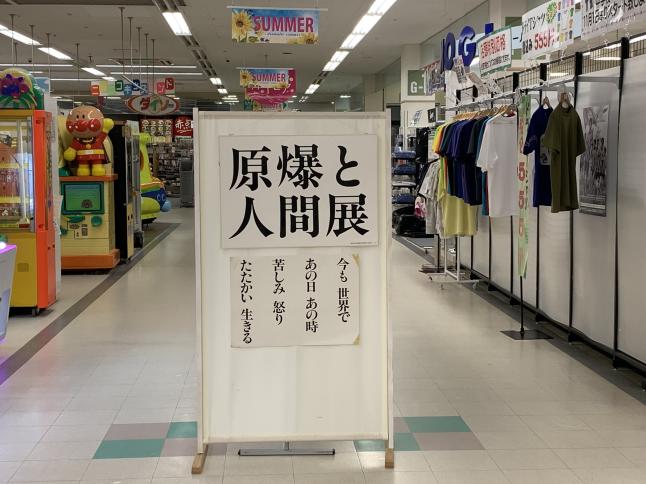 SUMMER
SUMMER
原爆と
人間展
今も 世界で
あの日 あの時
苦しみ 怒り
たたかい 生きる